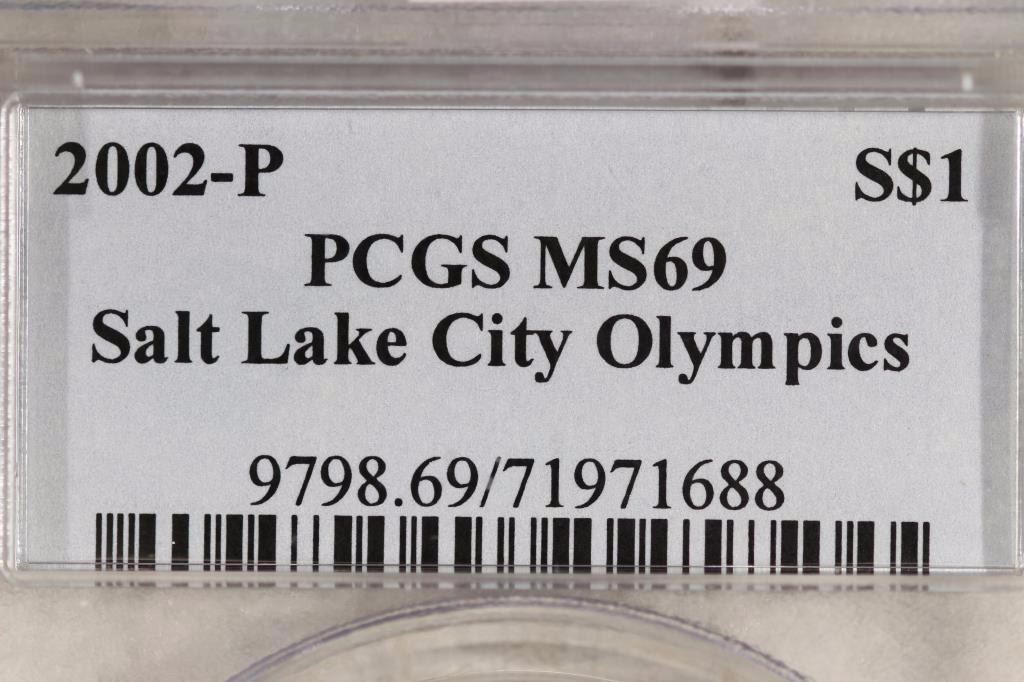 2002-P S$1
PCGS MS69
Salt Lake City Olympics
9798.69/71971688